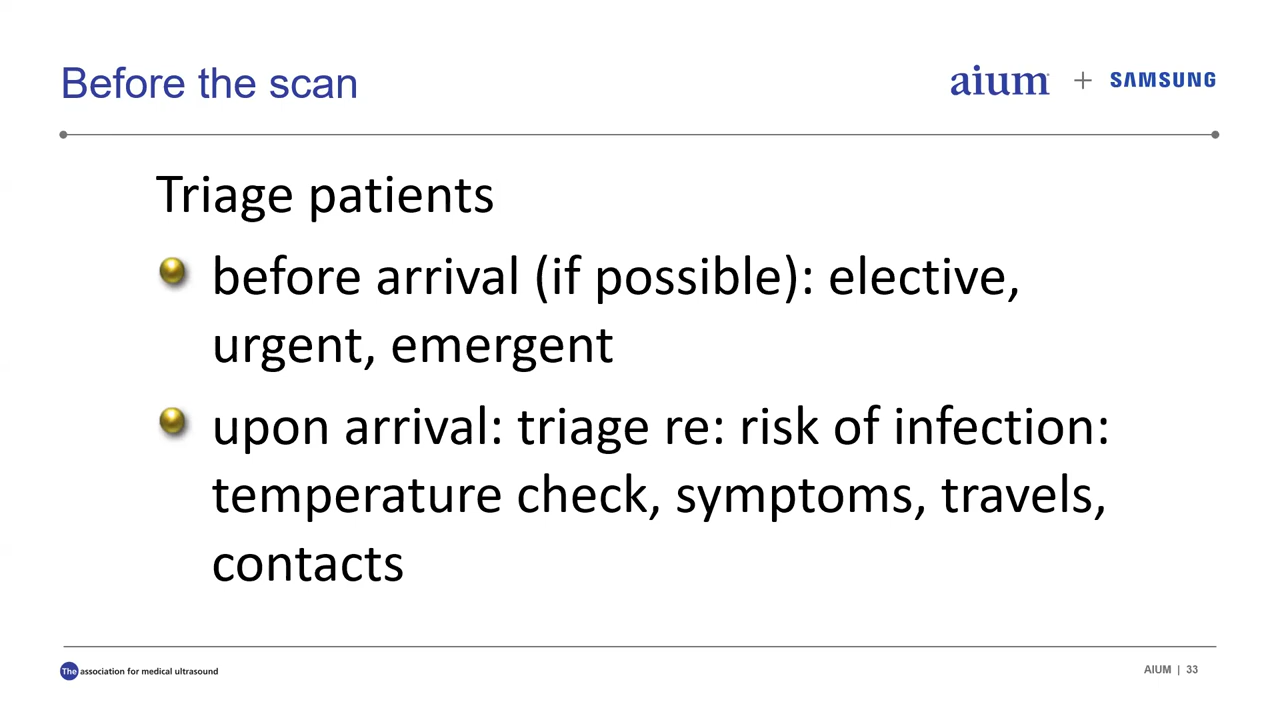 Before the scan
aium + SAMSUNG
Triage patients
before arrival (if possible): elective,
urgent, emergent
upon arrival: triage re: risk of infection:
temperature check, symptoms, travels,
contacts
The association for medical ultrasound
AIUM | 33